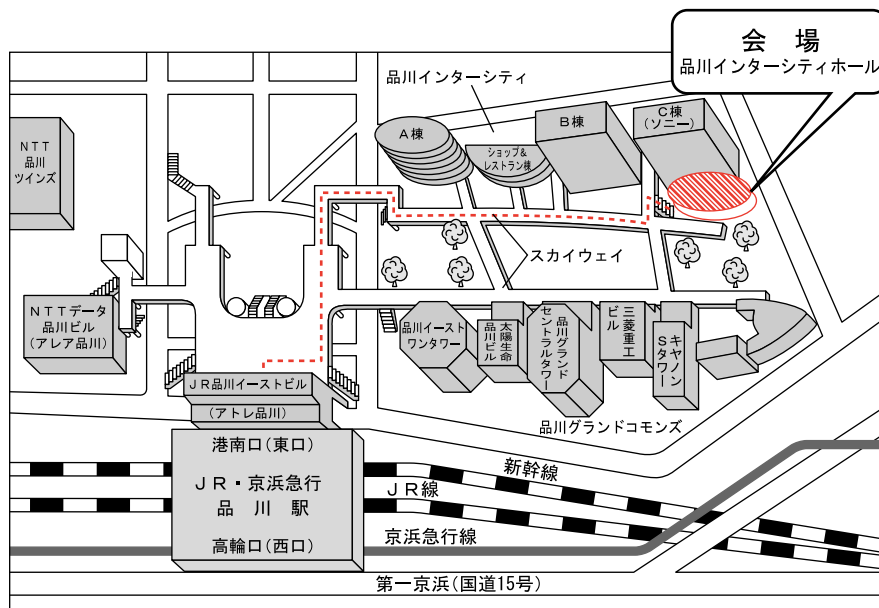 会 場
品川インターシティホール
品川インターシティ
A棟
ショップ&
レストラン棟
B棟
C棟
(ソニー)
NTT
品川
ツインズ
スカイウェイ
NTTデータ
品川ビル
(アレア品川)
品川イースト
ワンタワー
太陽生命
品川ビル
品川グランド
セントラルタワー
三菱重工
ビル
キヤノン
Sタワー
JR品川イーストビル
(アトレ品川)
品川グランドコモンズ
港南口(東口)
JR・京浜急行
品 川 駅
高輪口(西口)
新幹線
JR線
京浜急行線
第一京浜(国道15号)